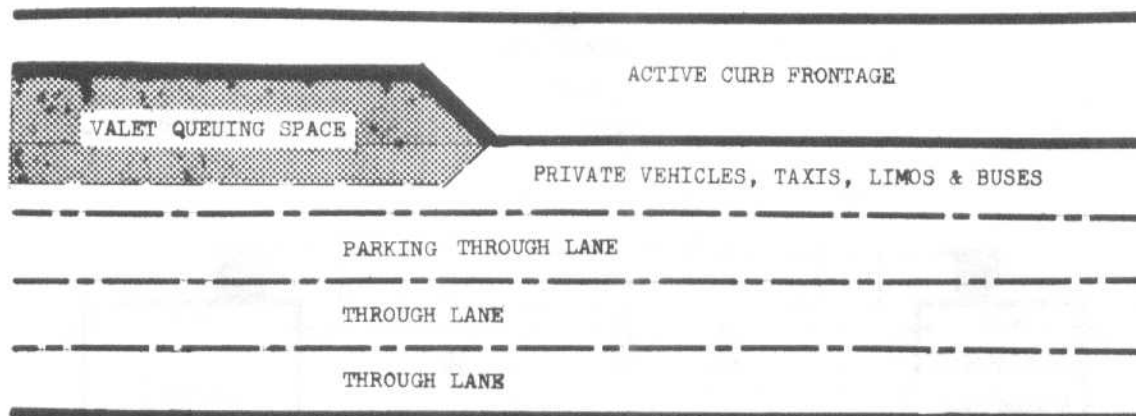 ACTIVE CURB FRONTAGE
VALET QUEUING SPACE
PRIVATE VEHICLES, TAXIS, LIMOS & BUSES
PARKING THROUGH LANE
THROUGH LANE
THROUGH LANE